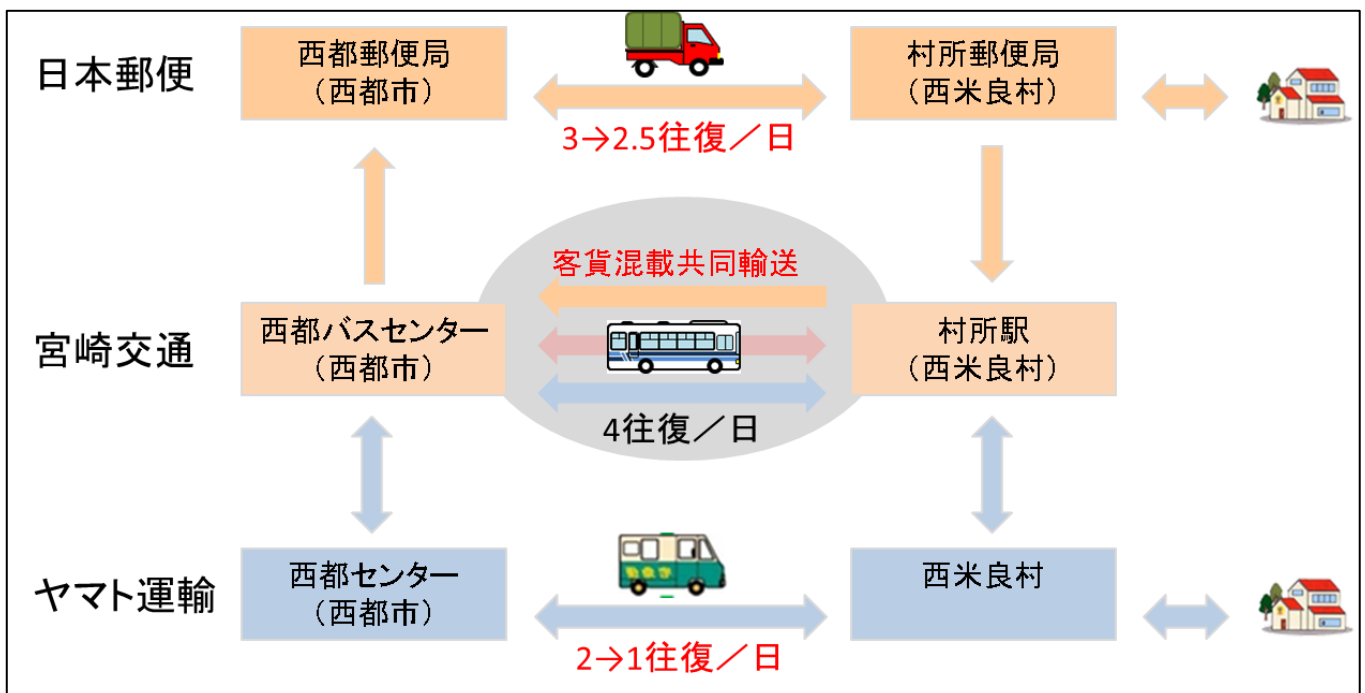 日本郵便
西都郵便局
（西都市）
3→2.5往復／日
村所郵便局
（西米良村）
客貨混載共同輸送
宮崎交通
西都バスセンター
（西都市）
4往復／日
村所駅
（西米良村）
ヤマト運輸
西都センター
（西都市）
2→1往復／日
西米良村